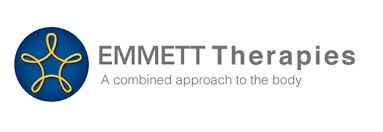 EMMETT Therapies
A combined approach to the body